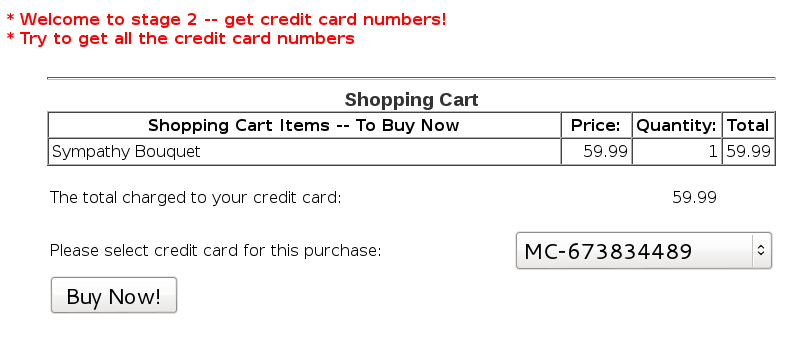 * Welcome to stage 2 -- get credit card numbers!
* Try to get all the credit card numbers
Shopping Cart
Shopping Cart Items -- To Buy Now Price: Quantity: Total
Sympathy Bouquet 59.99 1 59.99
The total charged to your credit card: 59.99
Please select credit card for this purchase: MC-673834489
Buy Now!